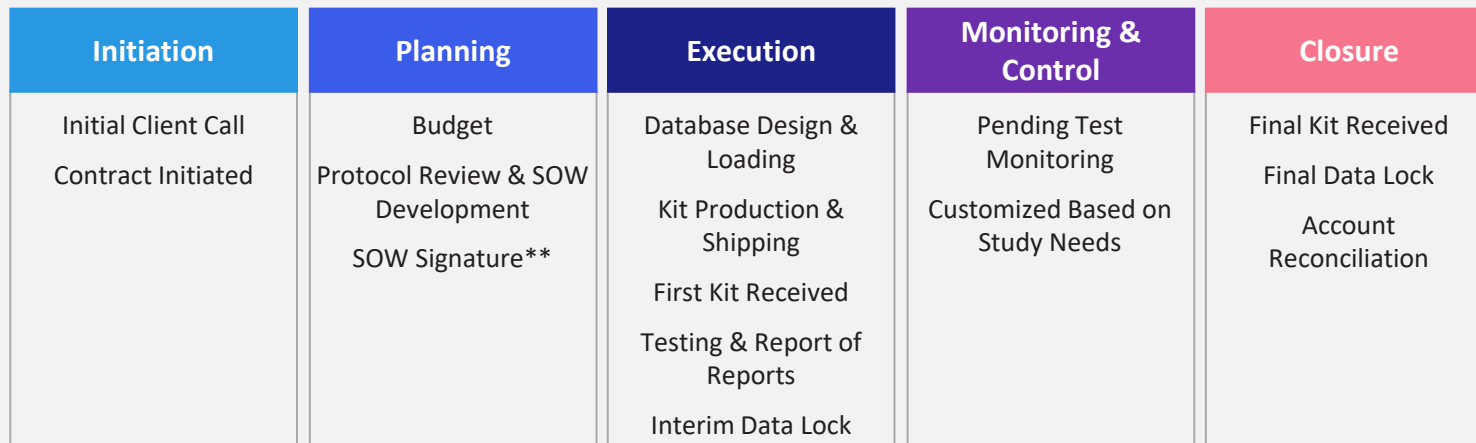 Initiation
Initial Client Call
Contract Initiated
Planning
Budget
Protocol Review & SOW
Development
SOW Signature**
Execution
Database Design &
Loading
Kit Production &
Shipping
First Kit Received
Testing & Report of
Reports
Interim Data Lock
Monitoring &
Control
Pending Test
Monitoring
Customized Based on
Study Needs
Closure
Final Kit Received
Final Data Lock
Account
Reconciliation